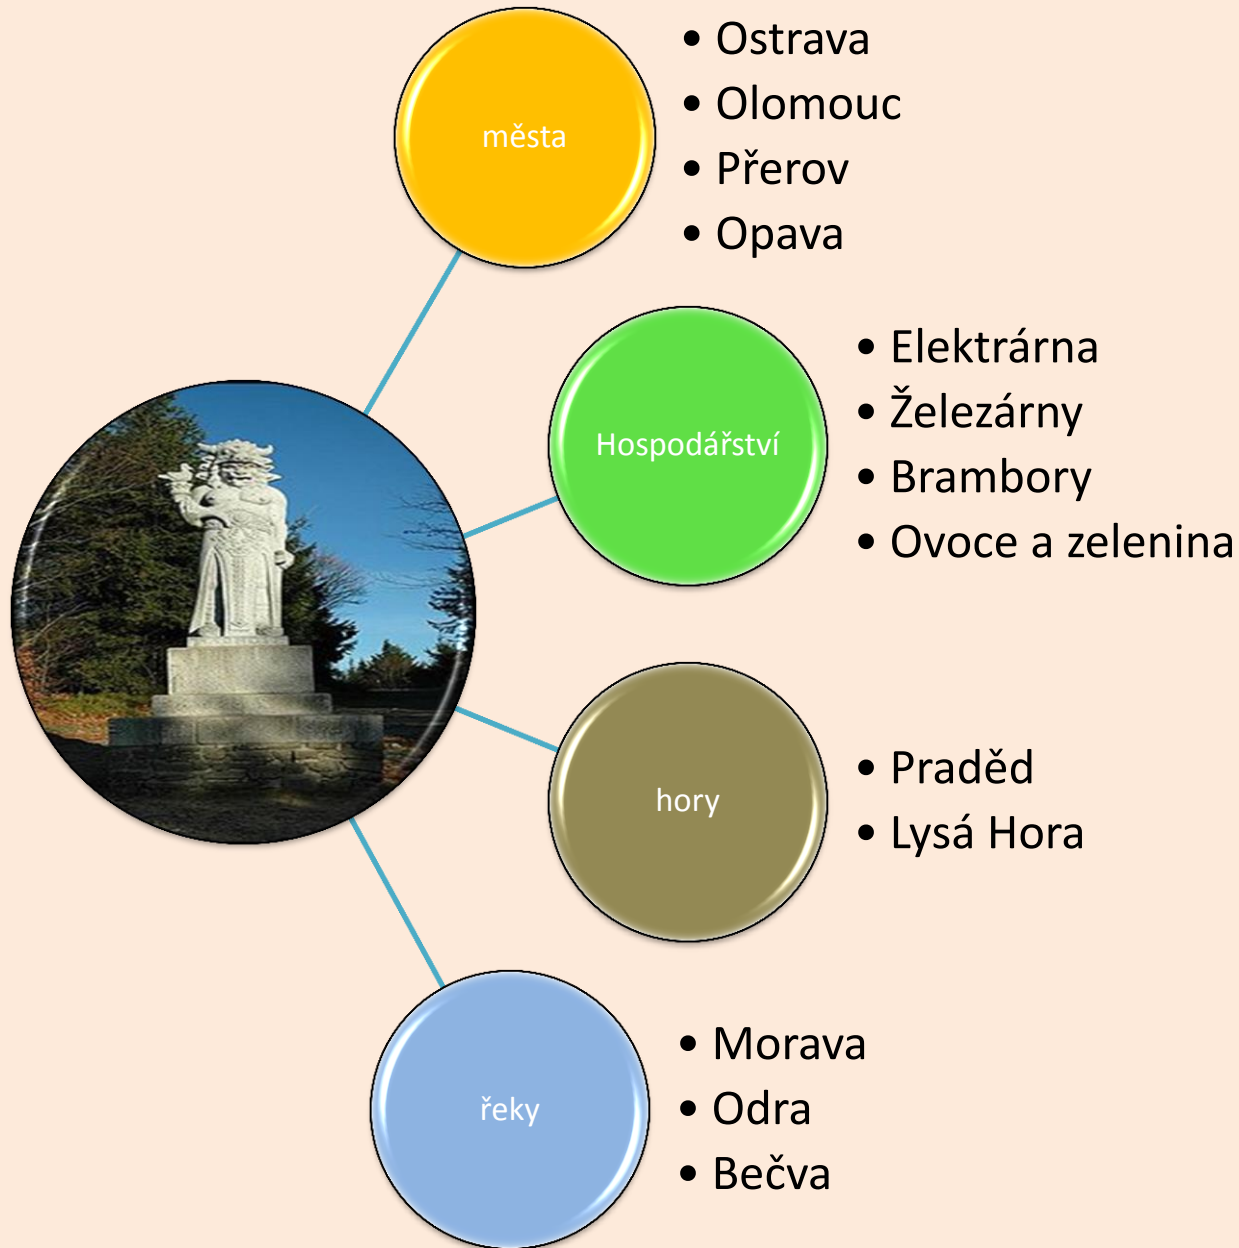 města
• Ostrava
• Olomouc
• Přerov
• Opava
Hospodářství
• Elektrárna
• Železárny
• Brambory
• Ovoce a zelenina
hory
• Praděd
• Lysá Hora
řeky
• Morava
• Odra
• Bečva